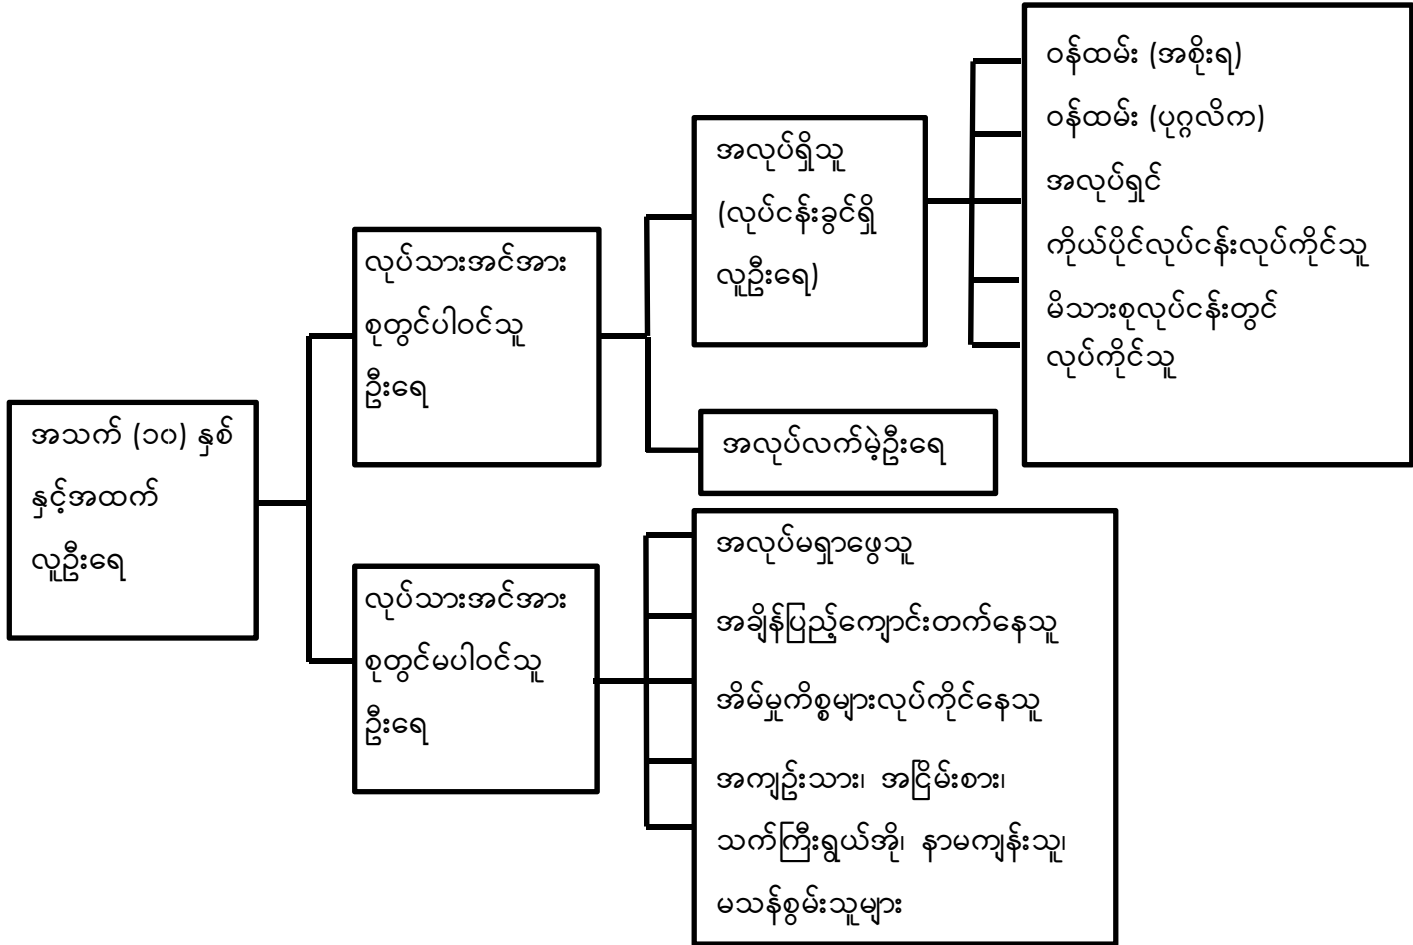 အသက် (၁၀) နှစ်
နှင့်အထက်
လူဦးရေ
လုပ်သားအင်အား
စုတွင်ပါဝင်သူ
ဦးရေ
လုပ်သားအင်အား
စုတွင်မပါဝင်သူ
ဦးရေ
အလုပ်ရှိသူ
(လုပ်ငန်းခွင်ရှိ
လူဦးရေ)
အလုပ်လက်မဲ့ဦးရေ
ဝန်ထမ်း (အစိုးရ)
ဝန်ထမ်း (ပုဂ္ဂလိက)
အလုပ်ရှင်
ကိုယ်ပိုင်လုပ်ငန်းလုပ်ကိုင်သူ
မိသားစုလုပ်ငန်းတွင်
လုပ်ကိုင်သူ
အလုပ်မရှာဖွေသူ
အချိန်ပြည့်ကျောင်းတက်နေသူ
အိမ်မှုကိစ္စများလုပ်ကိုင်နေသူ
အကျဉ်းသား၊ အငြိမ်းစား၊
သက်ကြီးရွယ်အို၊ နာမကျန်းသူ၊
မသန်စွမ်းသူများ